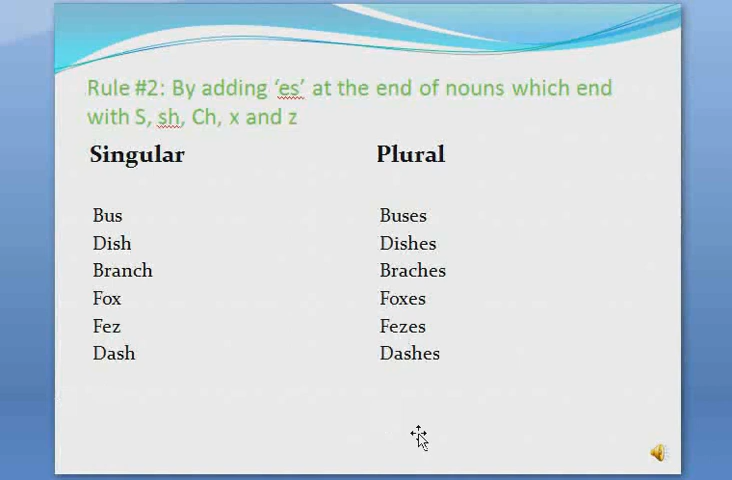 Rule #2: By adding ‘es’ at the end of nouns which end
with S, sh, Ch, x and z
Singular Plural
Bus Buses
Dish Dishes
Branch Braches
Fox Foxes
Fez Fezes
Dash Dashes